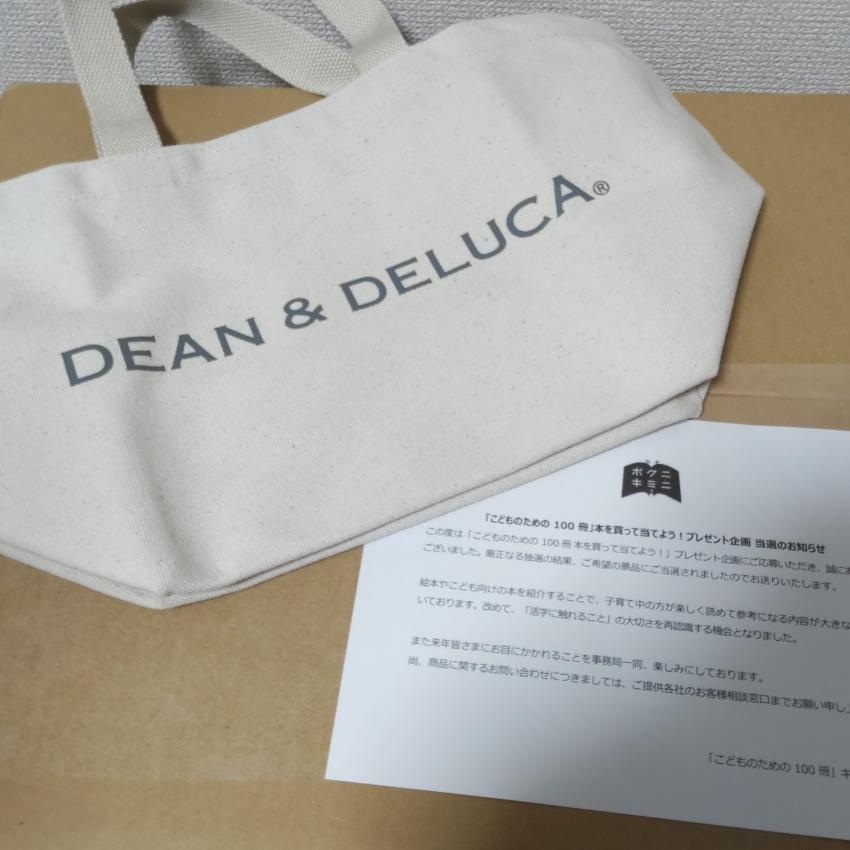 DEAN & DELUCA®
ボクニ
キミニ
「こどものための 100 冊」本を買って当てよう！プレゼント企画 当選のお知らせ
この度は「こどものための 100 冊 本を買って当てよう！」プレゼント企画にご応募いただき、誠に
ございました。厳正なる抽選の結果、ご希望の景品にご当選されましたのでお送りいたします。
絵本やこども向けの本を紹介することで、子育て中の方が楽しく読めて参考になる内容が大きな
いております。改めて、「活字に触れること」の大切さを再認識する機会となりました。
また来年皆さまにお目にかかれることを事務局一同、楽しみにしております。
尚、商品に関するお問い合わせにつきましては、ご提供各社のお客様相談窓口までお願い申し
「こどものための 100 冊」キ